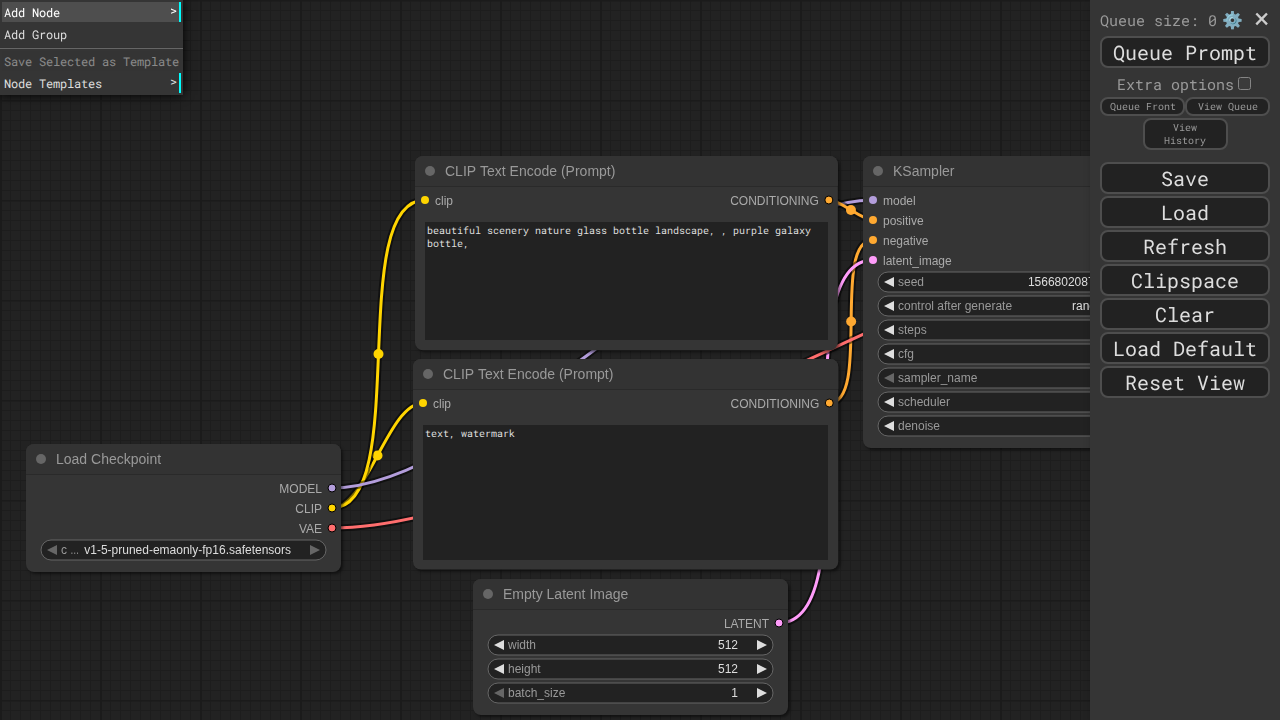 Add Node >
Add Group
Save Selected as Template
Node Templates >
CLIP Text Encode (Prompt)
clip
CONDITIONING
beautiful scenery nature glass bottle landscape, , purple galaxy
bottle,
CLIP Text Encode (Prompt)
clip
CONDITIONING
text, watermark
Load Checkpoint
MODEL
CLIP
VAE
c ... v1-5-pruned-emaonly-fp16.safetensors
Empty Latent Image
LATENT
width 512
height 512
batch_size 1
KSampler
model
positive
negative
latent_image
seed 156680208
control after generate ran
steps
cfg
sampler_name
scheduler
denoise
Queue size: 0
Queue Prompt
Extra options
Queue Front
View Queue
View
History
Save
Load
Refresh
Clipspace
Clear
Load Default
Reset View